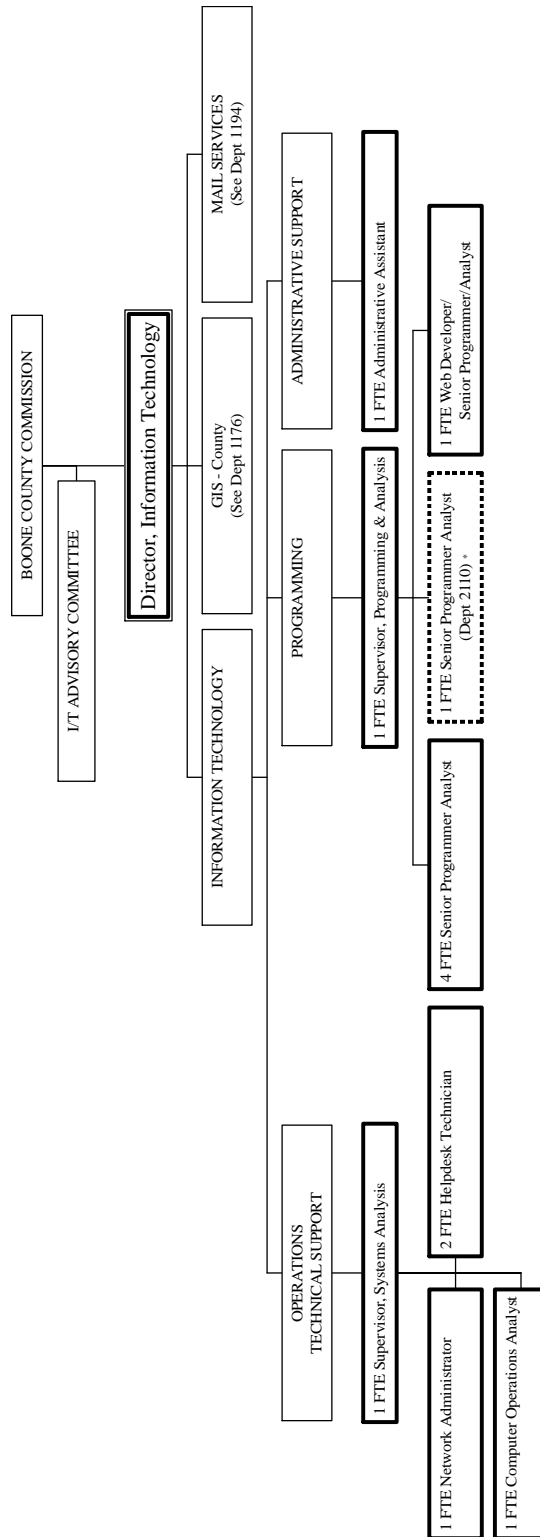 BOONE COUNTY COMMISSION
I/T ADVISORY COMMITTEE
Director, Information Technology
INFORMATION TECHNOLOGY
GIS - County
(See Dept 1176)
MAIL SERVICES
(See Dept 1194)
OPERATIONS
TECHNICAL SUPPORT
PROGRAMMING
ADMINISTRATIVE SUPPORT
1 FTE Supervisor, Systems Analysis
1 FTE Supervisor, Programming & Analysis
1 FTE Administrative Assistant
1 FTE Network Administrator
2 FTE Helpdesk Technician
4 FTE Senior Programmer Analyst
1 FTE Senior Programmer Analyst
(Dept 2110) *
1 FTE Web Developer/
Senior Programmer/Analyst
1 FTE Computer Operations Analyst